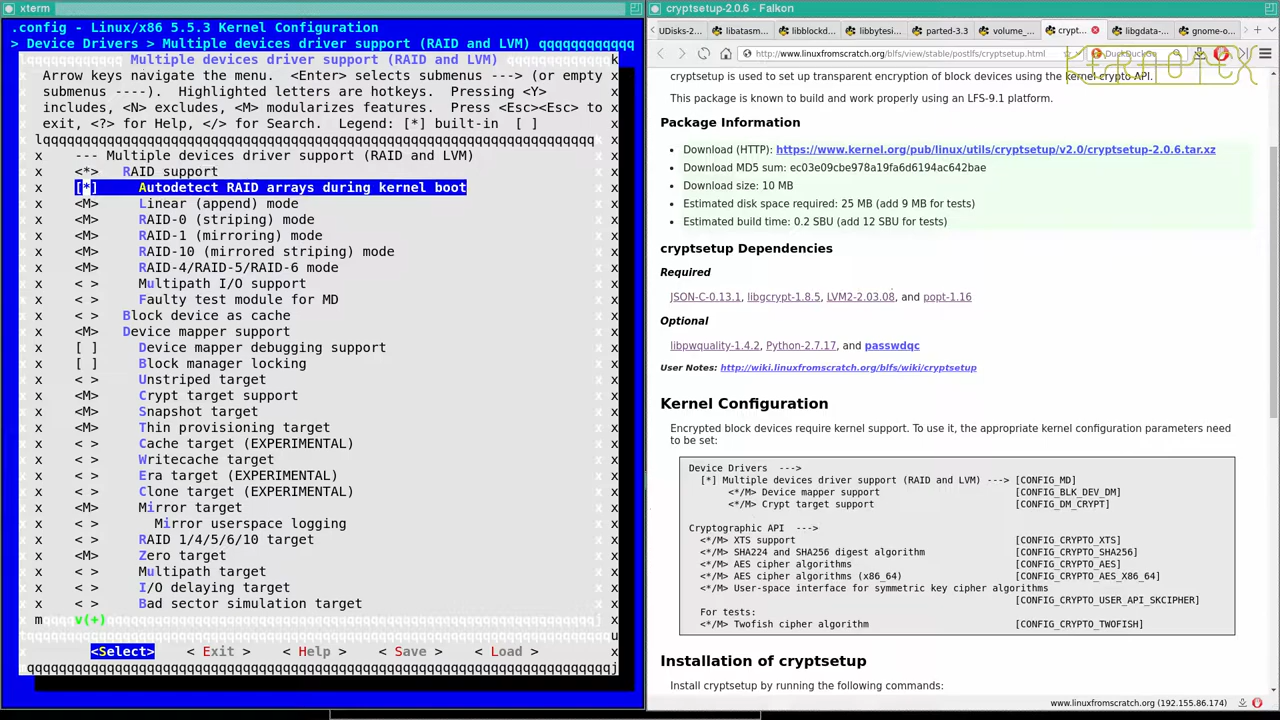 xterm
.config - Linux/x86 5.5.3 Kernel Configuration
> Device Drivers > Multiple devices driver support (RAID and LVM) qqqqqqqqqqqq
Multiple devices driver support (RAID and LVM)
Arrow keys navigate the menu.  <Enter> selects submenus ---> (or empty
submenus ----).  Highlighted letters are hotkeys.  Pressing <Y>
includes, <N> excludes, <M> modularizes features.  Press <Esc><Esc> to
exit, <?> for Help, </> for Search.  Legend: [*] built-in  [ ]
--- Multiple devices driver support (RAID and LVM)
<*>   RAID support
[*]     Autodetect RAID arrays during kernel boot
<M>     Linear (append) mode
<M>     RAID-0 (striping) mode
<M>     RAID-1 (mirroring) mode
<M>     RAID-10 (mirrored striping) mode
<M>     RAID-4/RAID-5/RAID-6 mode
< >     Multipath I/O support
< >     Faulty test module for MD
< >   Block device as cache
<M>   Device mapper support
[ ]     Device mapper debugging support
[ ]     Block manager locking
< >     Unstriped target
<M>     Crypt target support
<M>     Snapshot target
<M>     Thin provisioning target
< >     Cache target (EXPERIMENTAL)
< >     Writecache target
< >     Era target (EXPERIMENTAL)
< >     Clone target (EXPERIMENTAL)
<M>     Mirror target
< >       Mirror userspace logging
< >     RAID 1/4/5/6/10 target
<M>     Zero target
< >     Multipath target
< >     I/O delaying target
< >     Bad sector simulation target
v(+)
<Select>    < Exit >    < Help >    < Save >    < Load >
cryptsetup-2.0.6 - Falkon
UDisks-2
libatasm...
libblockd...
libbytesi...
parted-3.3
volume_...
crypt...
libgdata-...
gnome-o...
http://www.linuxfromscratch.org/blfs/view/stable/postlfs/cryptsetup.html
DuckDuckGo
KERNOTEX
cryptsetup is used to set up transparent encryption of block devices using the kernel crypto API.
This package is known to build and work properly using an LFS-9.1 platform.
Package Information
• Download (HTTP): https://www.kernel.org/pub/linux/utils/cryptsetup/v2.0/cryptsetup-2.0.6.tar.xz
• Download MD5 sum: ec03e09cbe978a19fa6d6194ac642bae
• Download size: 10 MB
• Estimated disk space required: 25 MB (add 9 MB for tests)
• Estimated build time: 0.2 SBU (add 12 SBU for tests)
cryptsetup Dependencies
Required
JSON-C-0.13.1, libgcrypt-1.8.5, LVM2-2.03.08, and popt-1.16
Optional
libpwquality-1.4.2, Python-2.7.17, and passwdqc
User Notes: http://wiki.linuxfromscratch.org/blfs/wiki/cryptsetup
Kernel Configuration
Encrypted block devices require kernel support. To use it, the appropriate kernel configuration parameters need
to be set:
Device Drivers  --->
[*] Multiple devices driver support (RAID and LVM) ---> [CONFIG_MD]
<*/M> Device mapper support [CONFIG_BLK_DEV_DM]
<*/M> Crypt target support [CONFIG_DM_CRYPT]
Cryptographic API  --->
<*/M> XTS support [CONFIG_CRYPTO_XTS]
<*/M> SHA224 and SHA256 digest algorithm [CONFIG_CRYPTO_SHA256]
<*/M> AES cipher algorithms [CONFIG_CRYPTO_AES]
<*/M> AES cipher algorithms (x86_64) [CONFIG_CRYPTO_AES_X86_64]
<*/M> User-space interface for symmetric key cipher algorithms
[CONFIG_CRYPTO_USER_API_SKCIPHER]
For tests:
<*/M> Twofish cipher algorithm [CONFIG_CRYPTO_TWOFISH]
Installation of cryptsetup
Install cryptsetup by running the following commands:
www.linuxfromscratch.org (192.155.86.174)